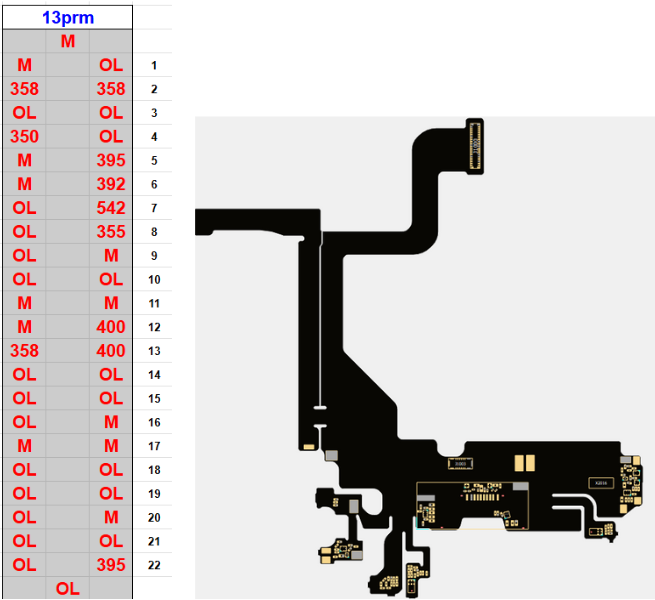 13prm
M
M OL 1
358 358 2
OL OL 3
350 OL 4
M 395 5
M 392 6
OL 542 7
OL 355 8
OL M 9
OL OL 10
M M 11
M 400 12
358 400 13
OL OL 14
OL OL 15
OL M 16
M M 17
OL OL 18
OL OL 19
OL M 20
OL OL 21
OL 395 22
OL